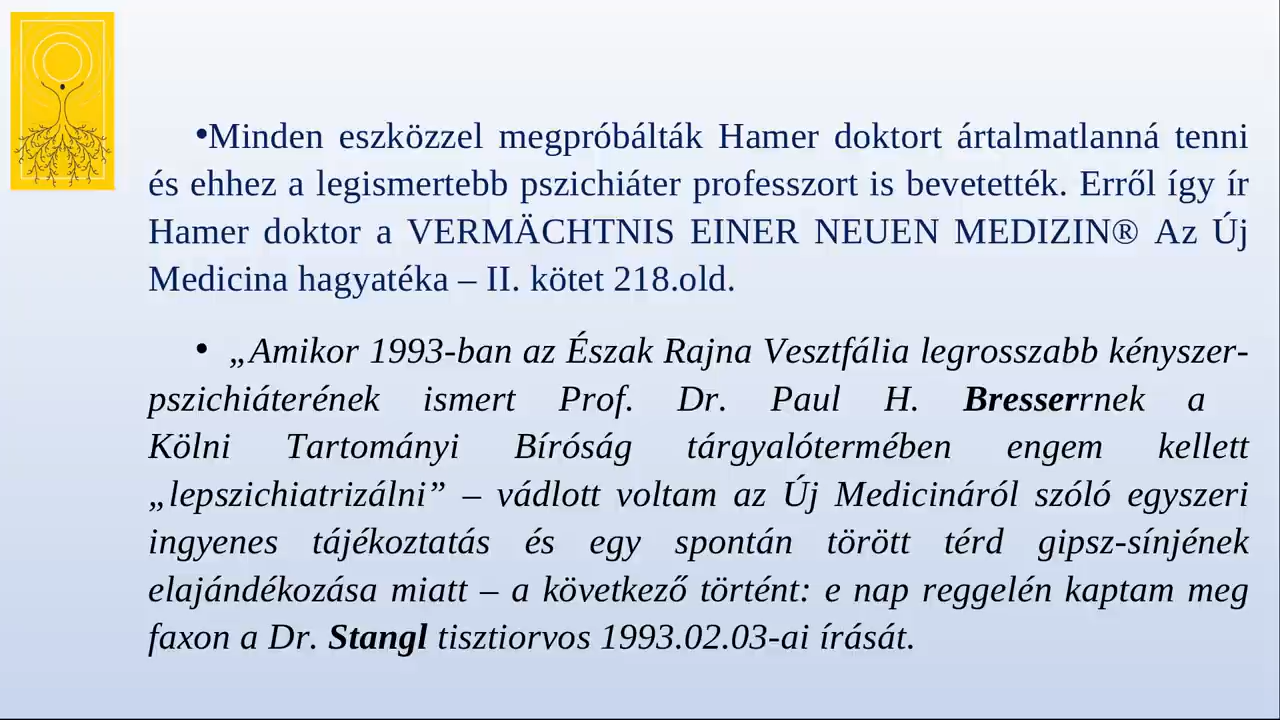 •Minden eszközzel megpróbálták Hamer doktort ártalmatlanná tenni
és ehhez a legismertebb pszichiáter professzort is bevetették. Erről így ír
Hamer doktor a VERMÄCHTNIS EINER NEUEN MEDIZIN® Az Új
Medicina hagyatéka – II. kötet 218.old.
• „Amikor 1993-ban az Észak Rajna Vesztfália legrosszabb kényszer-
pszichiáterének ismert Prof. Dr. Paul H. Bresserrnek a
Kölni Tartományi Bíróság tárgyalótermében engem kellett
„lepszichiatrizálni” – vádlott voltam az Új Medicináról szóló egyszeri
ingyenes tájékoztatás és egy spontán törött térd gipsz-sínjének
elajándékozása miatt – a következő történt: e nap reggelén kaptam meg
faxon a Dr. Stangl tisztiorvos 1993.02.03-ai írását.